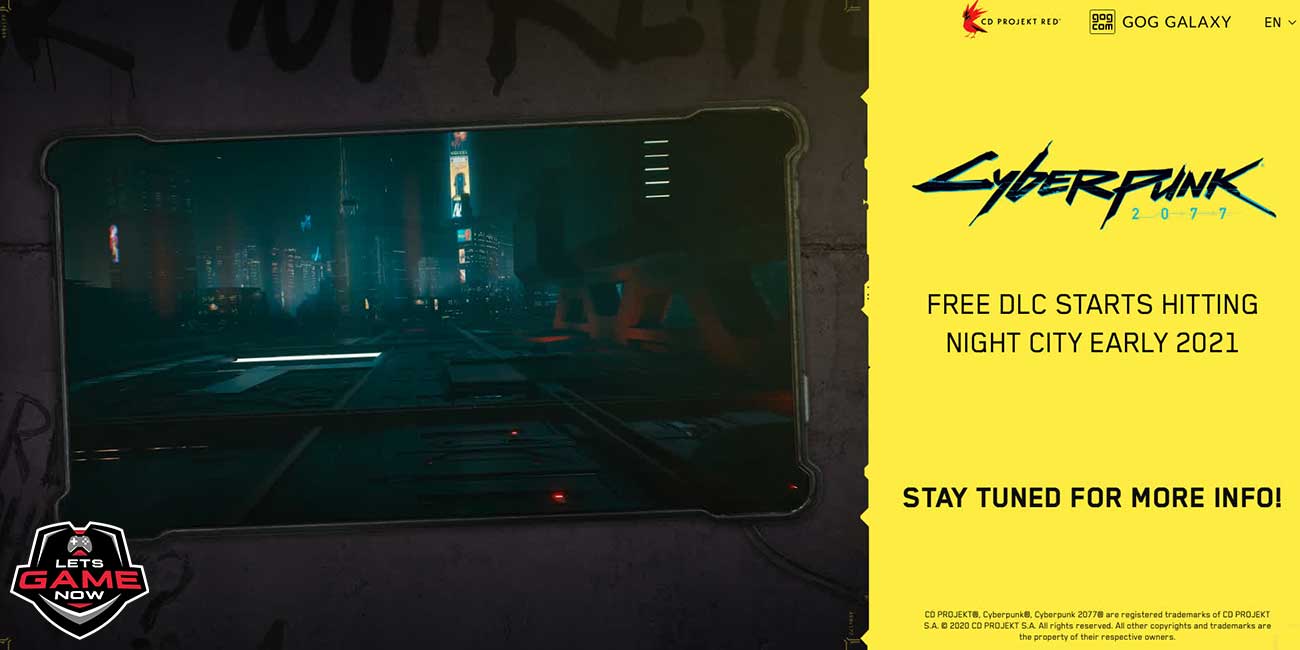 CD PROJEKT RED®
gog
com
GOG GALAXY
EN
CYBERPUNK
2077
FREE DLC STARTS HITTING
NIGHT CITY EARLY 2021
STAY TUNED FOR MORE INFO!
LETS
GAME
NOW
CD PROJEKT®, Cyberpunk®, Cyberpunk 2077® are registered trademarks of CD PROJEKT
S.A. © 2020 CD PROJEKT S.A. All rights reserved. All other copyrights and trademarks are
the property of their respective owners.